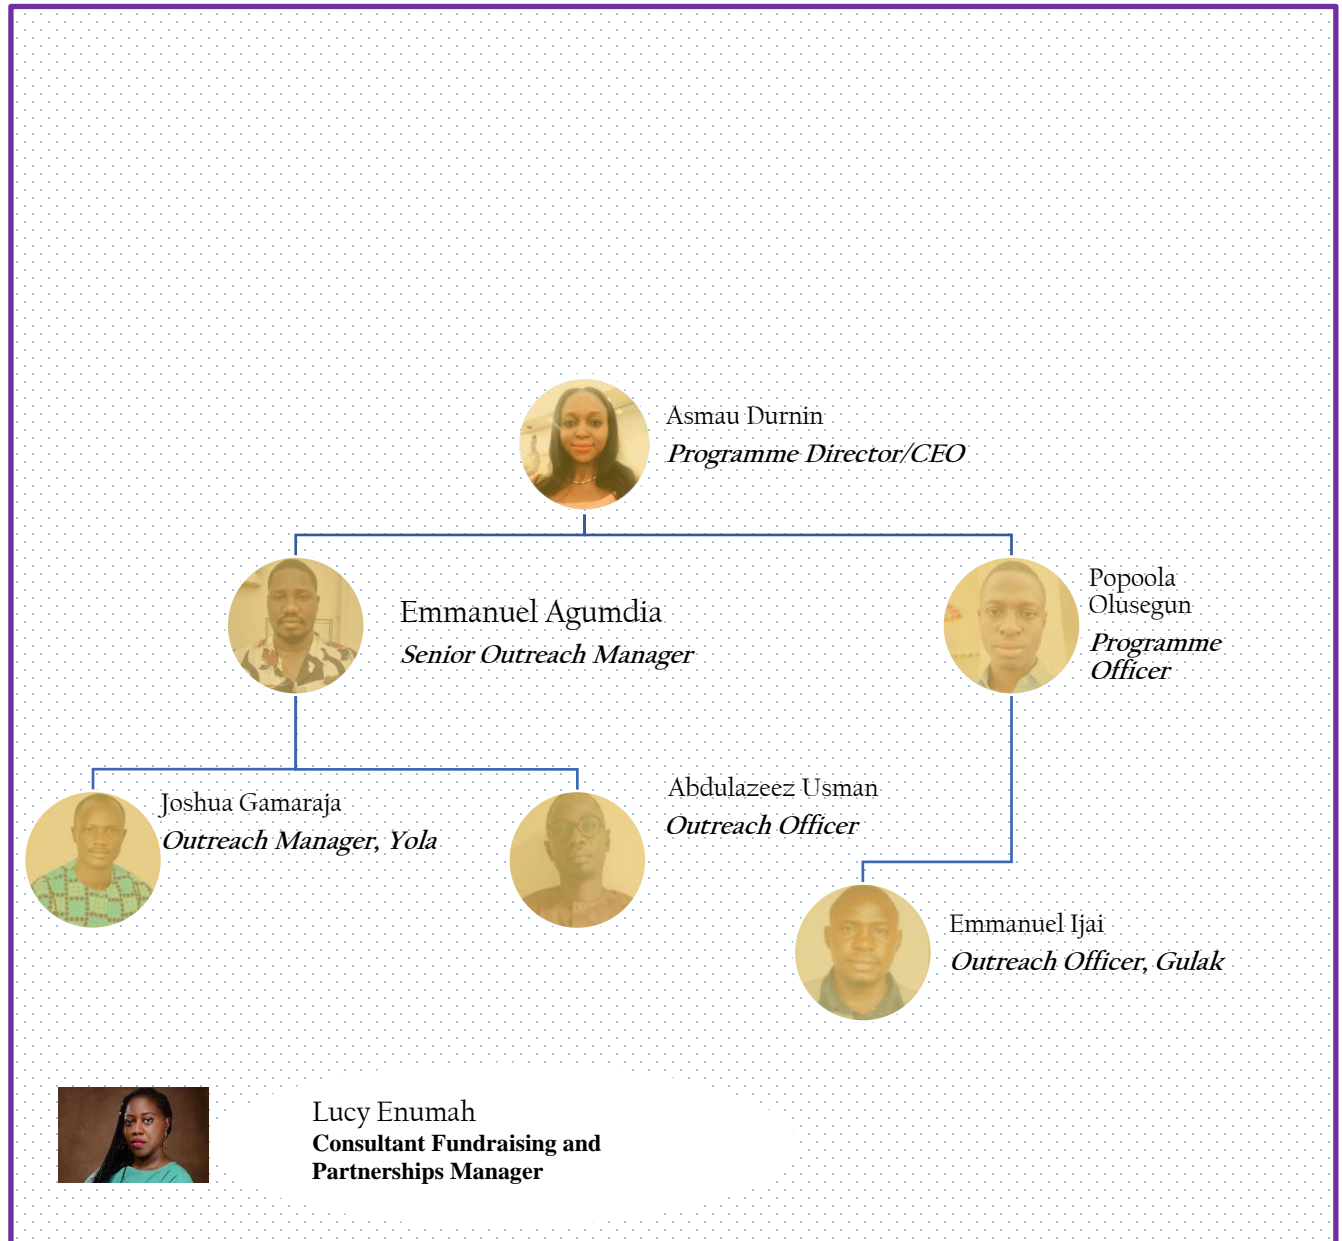 Asmau Durnin
Programme Director/CEO
Emmanuel Agumdia
Senior Outreach Manager
Popoola
Olusegun
Programme
Officer
Joshua Gamaraja
Outreach Manager, Yola
Abdulazeez Usman
Outreach Officer
Emmanuel Ijai
Outreach Officer, Gulak
Lucy Enumah
Consultant Fundraising and
Partnerships Manager